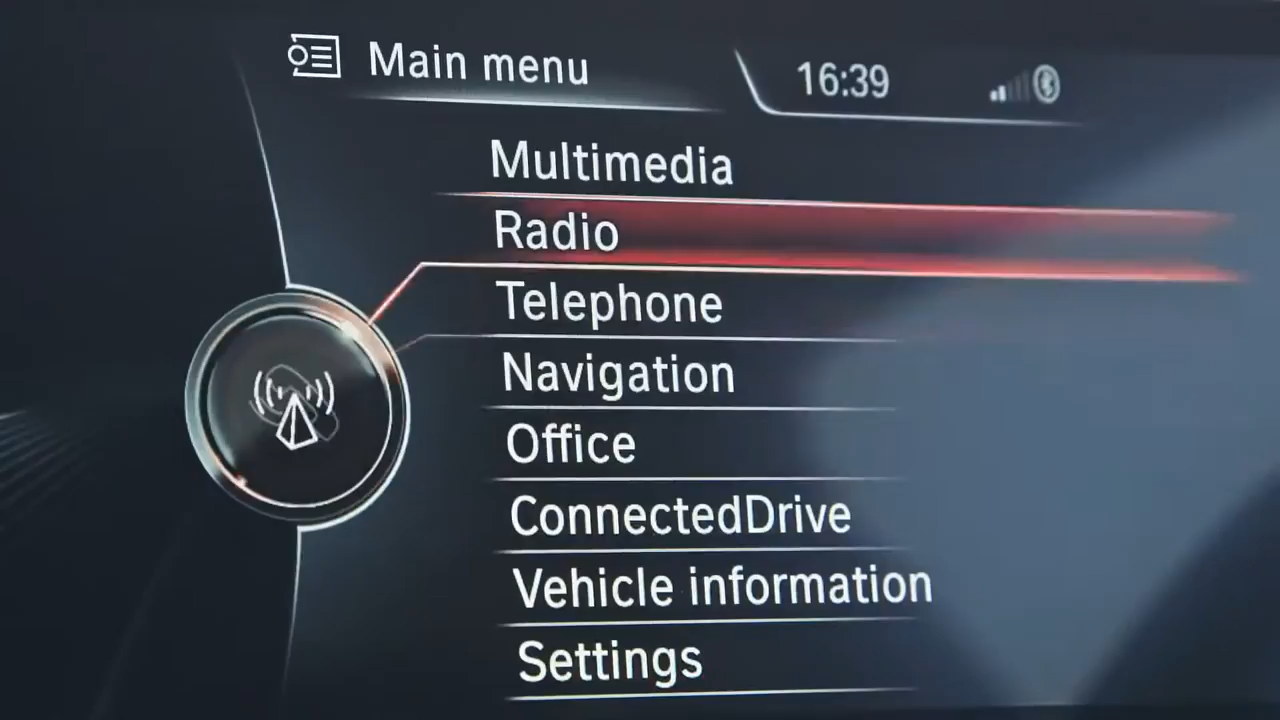 Main menu
16:39
Multimedia
Radio
Telephone
Navigation
Office
ConnectedDrive
Vehicle information
Settings